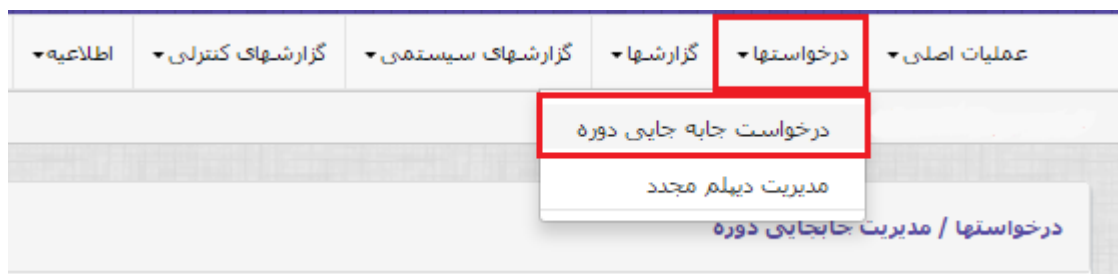 عملیات اصلی درخواستها گزارشها گزارشهای سیستمی گزارشهای کنترلی اطلاعیه
درخواست جابه جایی دوره
مدیریت دیپلم مجدد
درخواستها / مدیریت جابجایی دوره